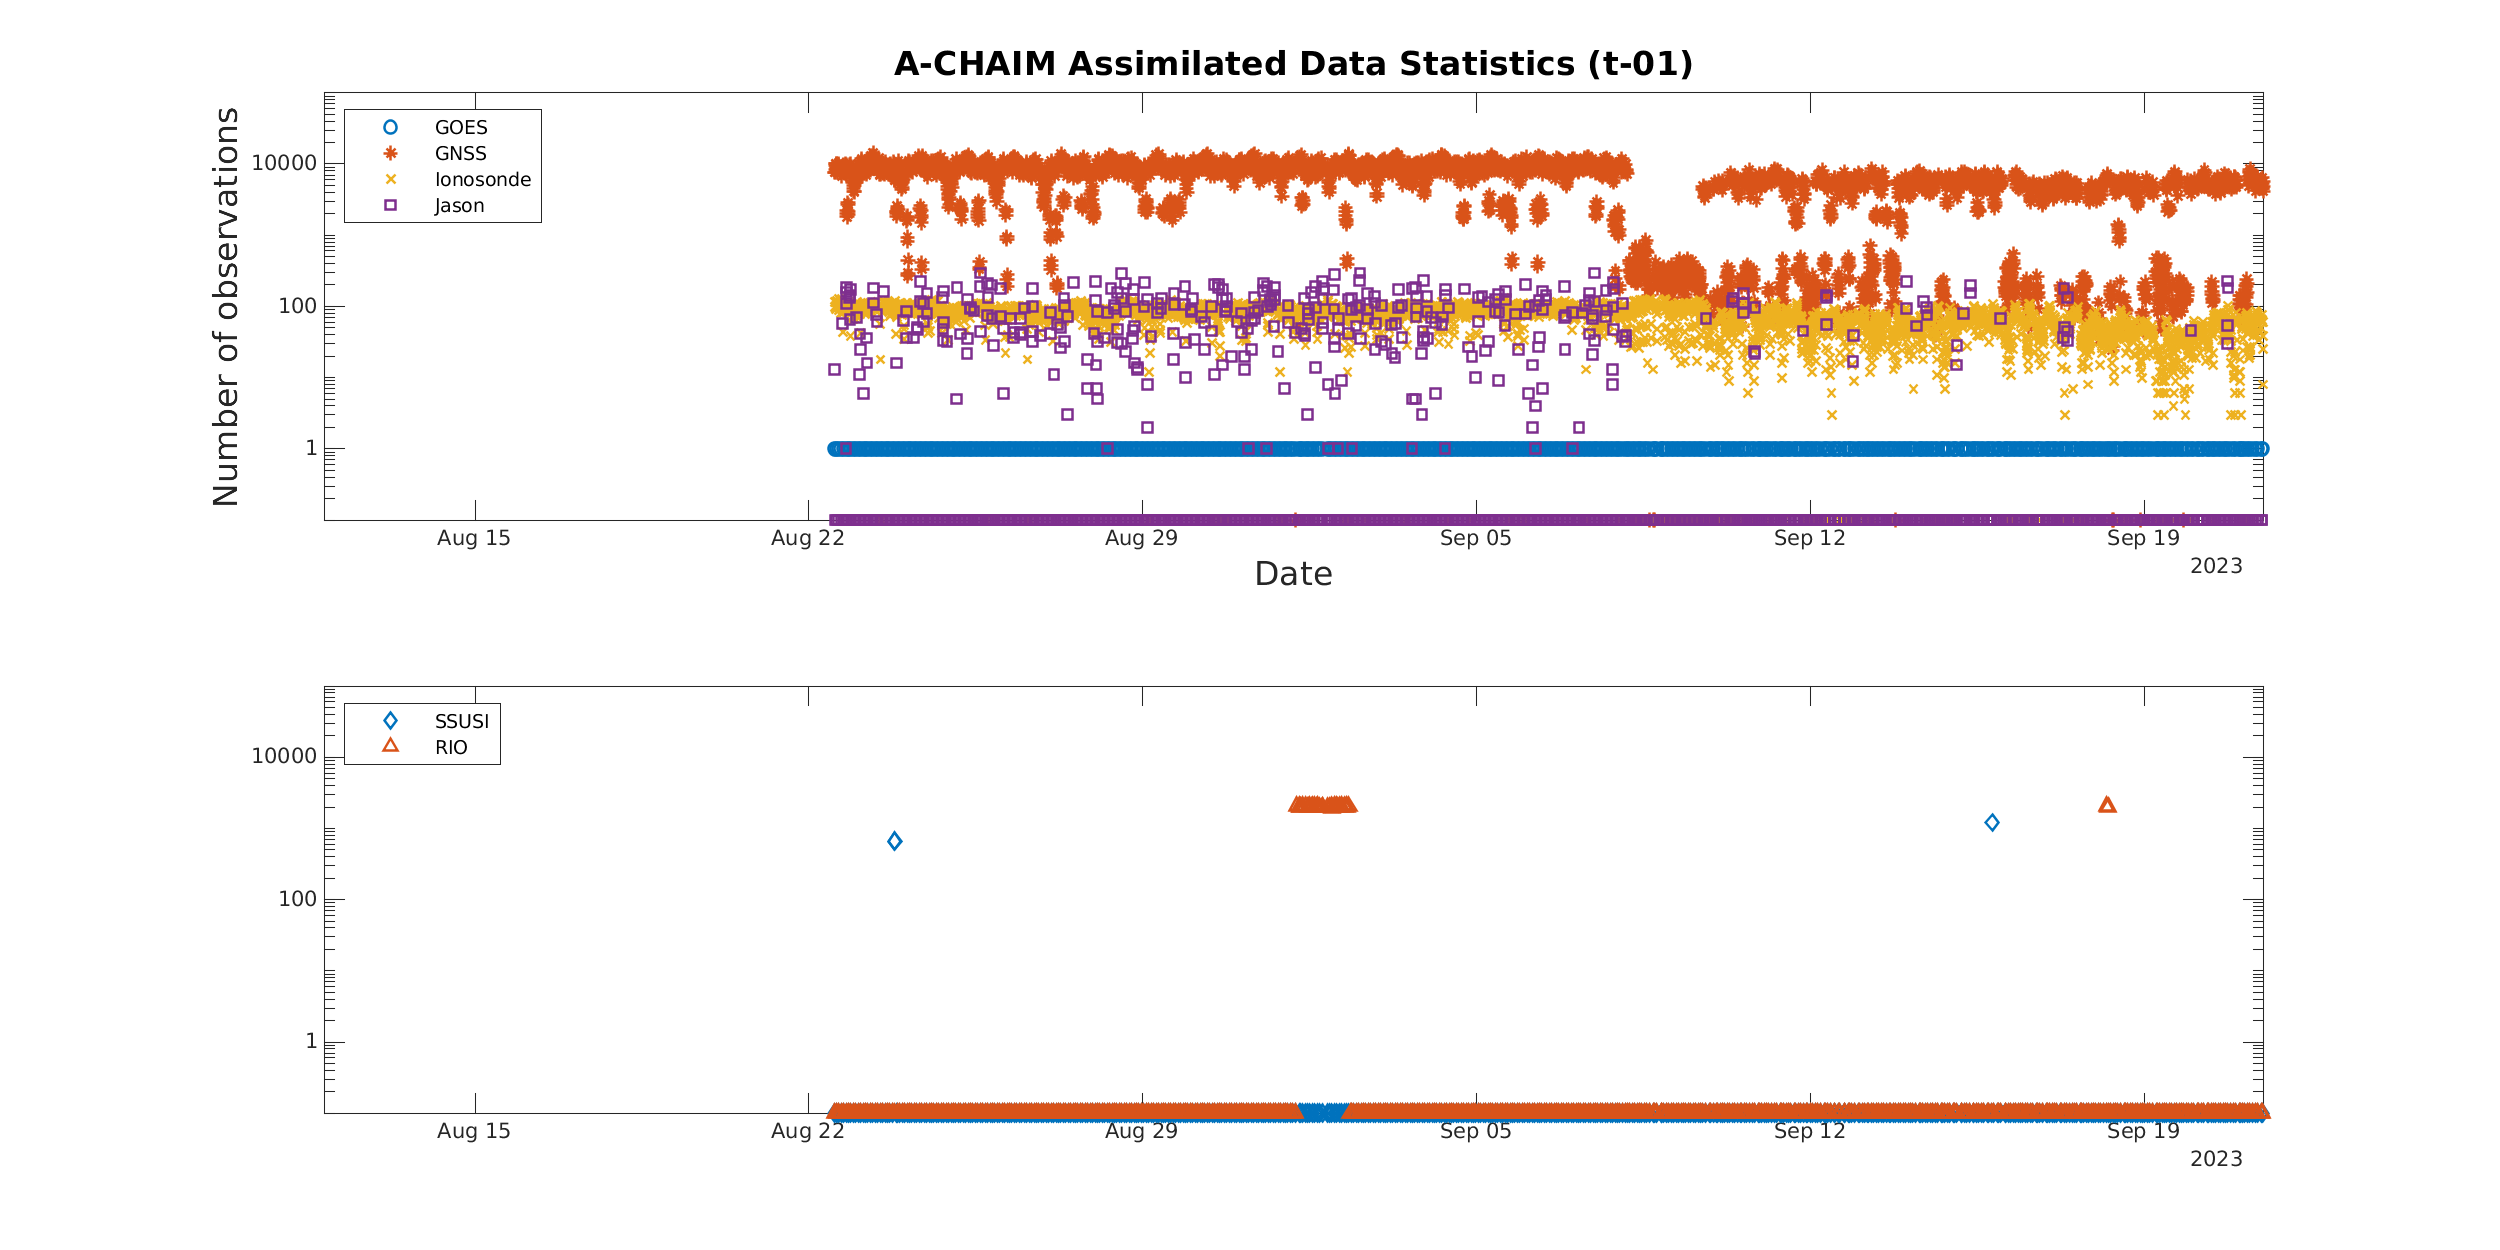 A-CHAIM Assimilated Data Statistics (t-01)
Number of observations
10000
100
1
GOES
GNSS
Ionosonde
Jason
Aug 15 Aug 22 Aug 29 Sep 05 Sep 12 Sep 19
2023
Date
10000
100
1
SSUSI
RIO
Aug 15 Aug 22 Aug 29 Sep 05 Sep 12 Sep 19
2023